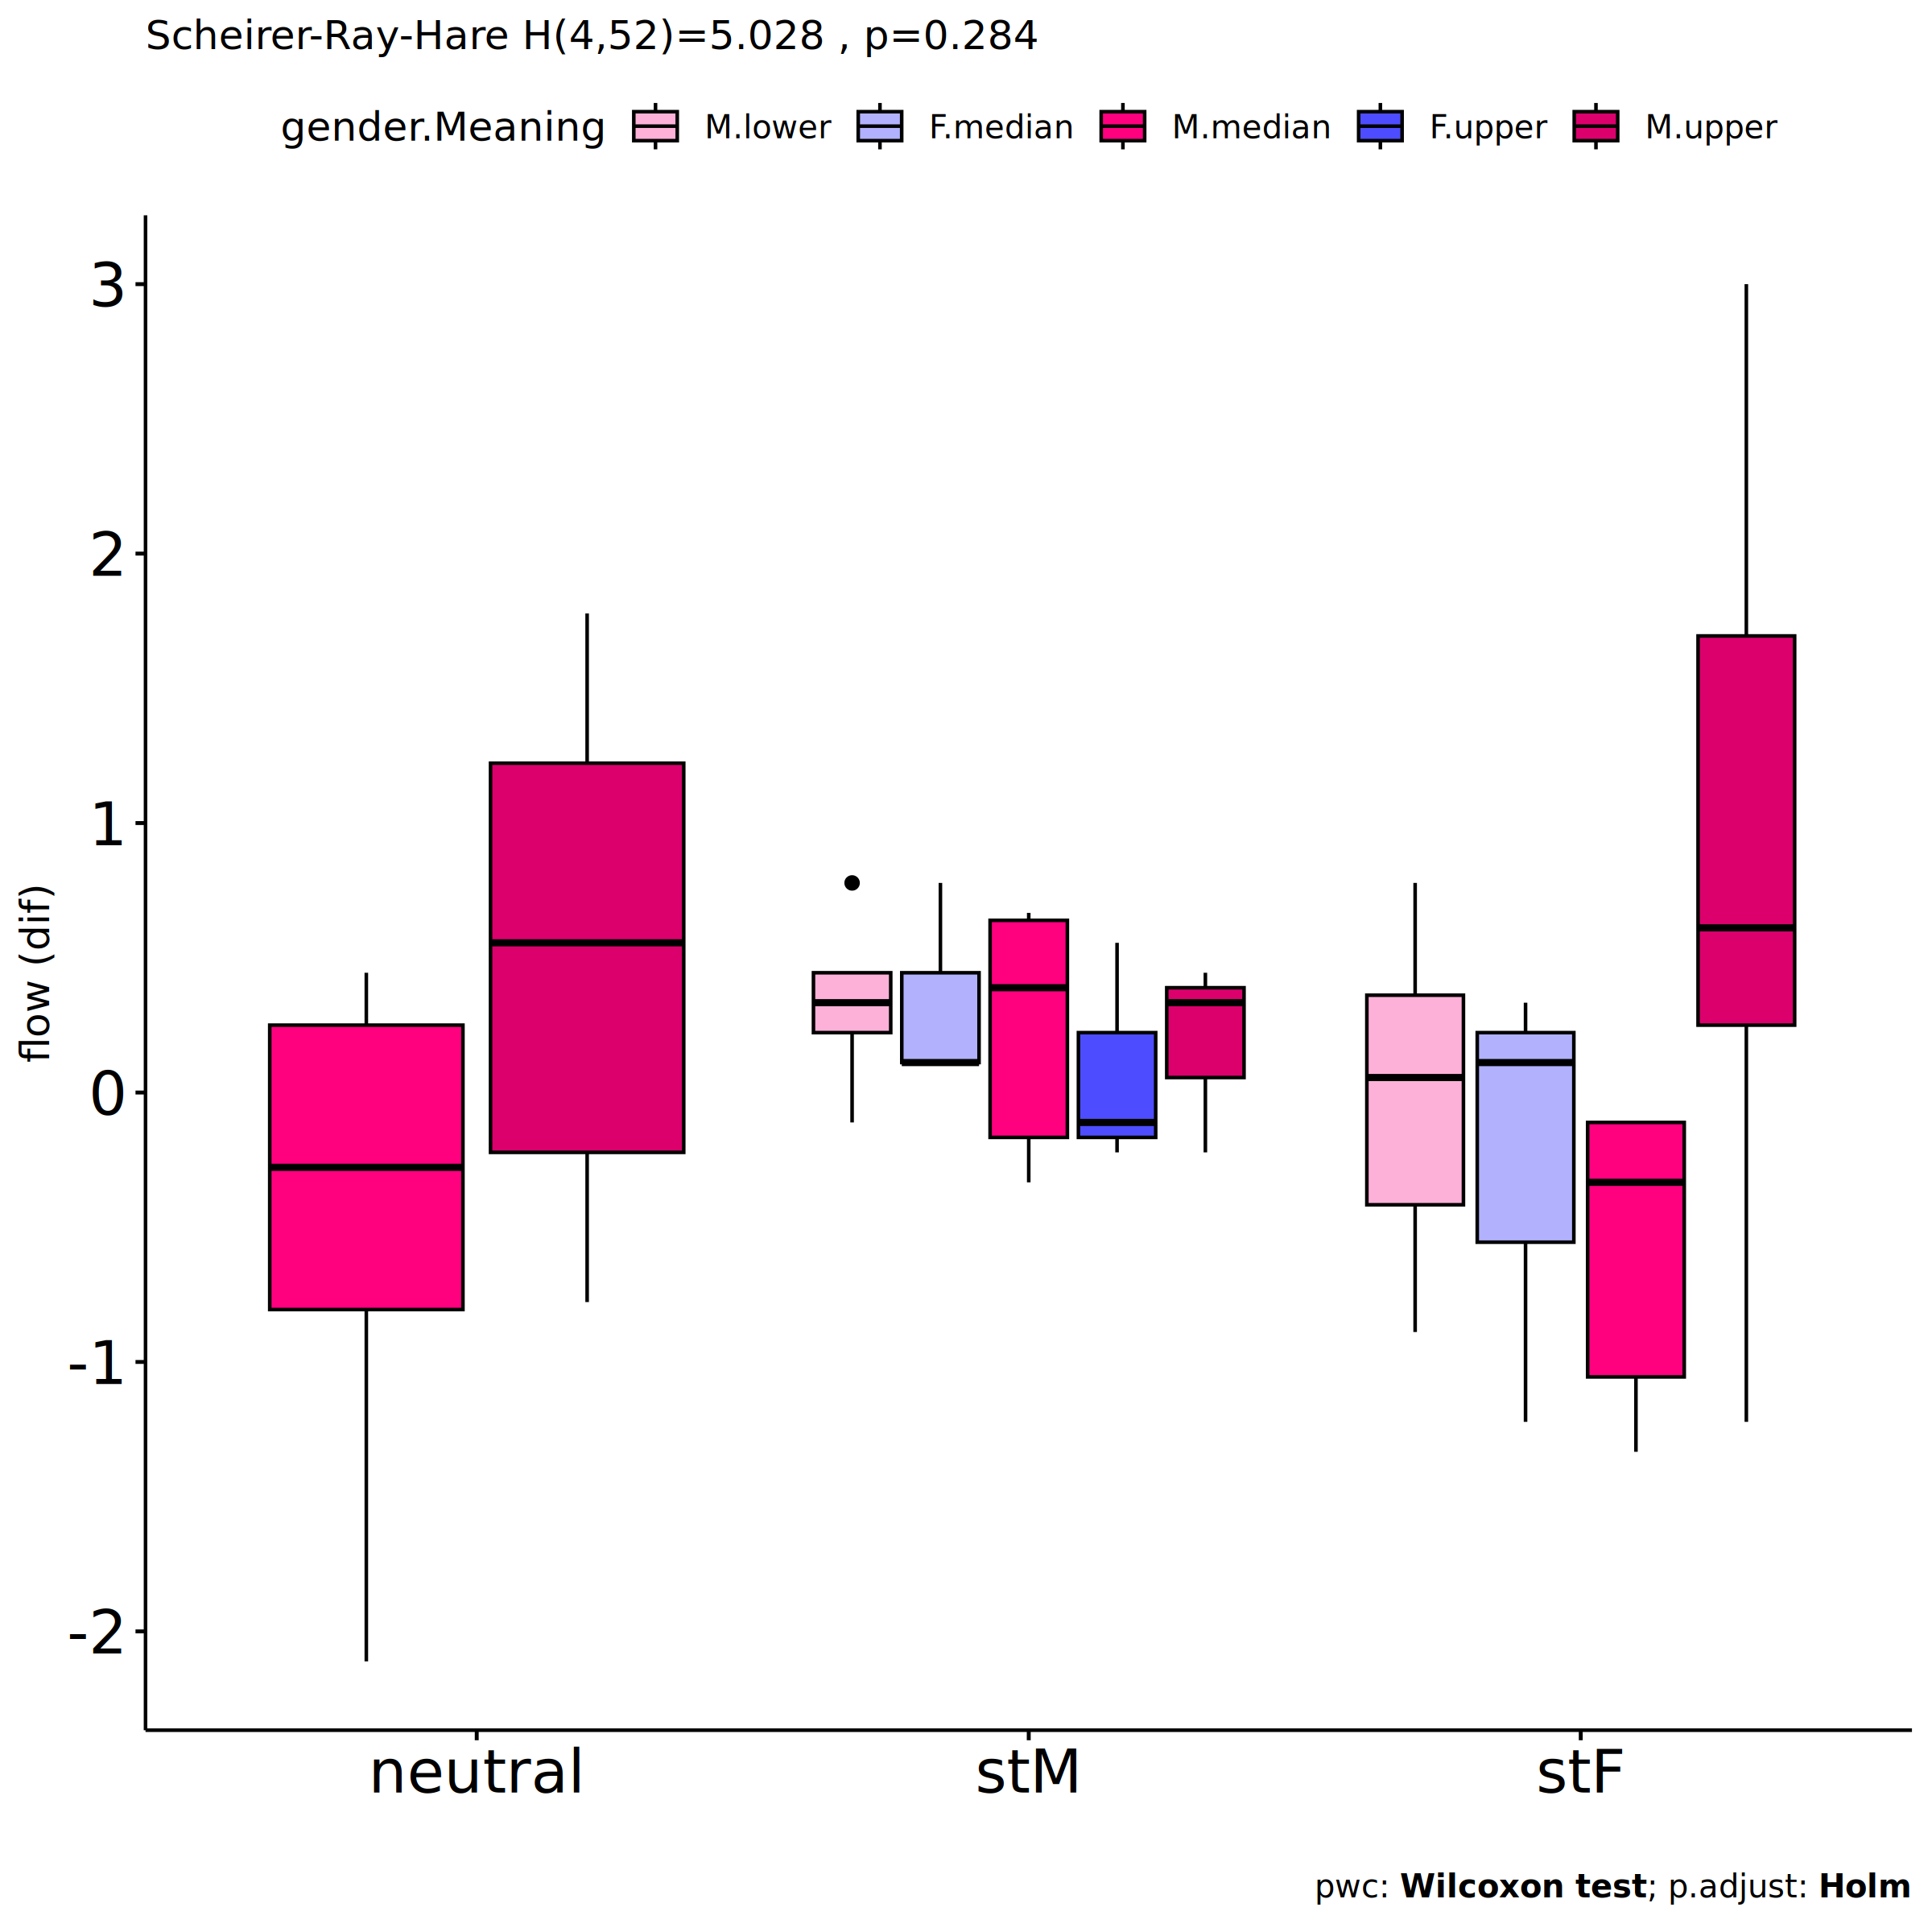 Scheirer-Ray-Hare H(4,52)=5.028 , p=0.284
gender.Meaning M.lower F.median M.median F.upper M.upper
3
2
1
0
-1
-2
flow (dif)
neutral stM stF
pwc: Wilcoxon test; p.adjust: Holm